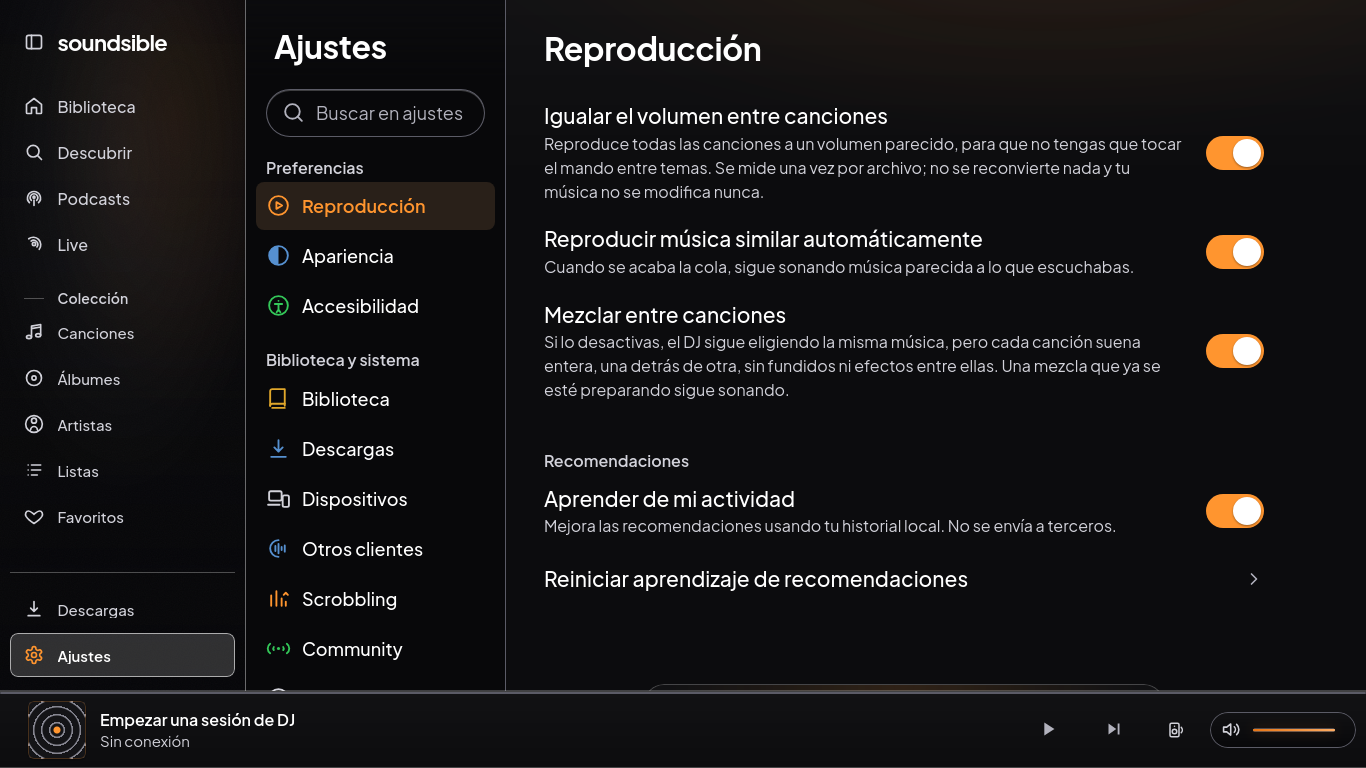 soundsible
Biblioteca
Descubrir
Podcasts
Live
Colección
Canciones
Álbumes
Artistas
Listas
Favoritos
Descargas
Ajustes
Ajustes
Buscar en ajustes
Preferencias
Reproducción
Apariencia
Accesibilidad
Biblioteca y sistema
Biblioteca
Descargas
Dispositivos
Otros clientes
Scrobbling
Community
Reproducción
Igualar el volumen entre canciones
Reproduce todas las canciones a un volumen parecido, para que no tengas que tocar
el mando entre temas. Se mide una vez por archivo; no se reconvierte nada y tu
música no se modifica nunca.
Reproducir música similar automáticamente
Cuando se acaba la cola, sigue sonando música parecida a lo que escuchabas.
Mezclar entre canciones
Si lo desactivas, el DJ sigue eligiendo la misma música, pero cada canción suena
entera, una detrás de otra, sin fundidos ni efectos entre ellas. Una mezcla que ya se
esté preparando sigue sonando.
Recomendaciones
Aprender de mi actividad
Mejora las recomendaciones usando tu historial local. No se envía a terceros.
Reiniciar aprendizaje de recomendaciones
Empezar una sesión de DJ
Sin conexión